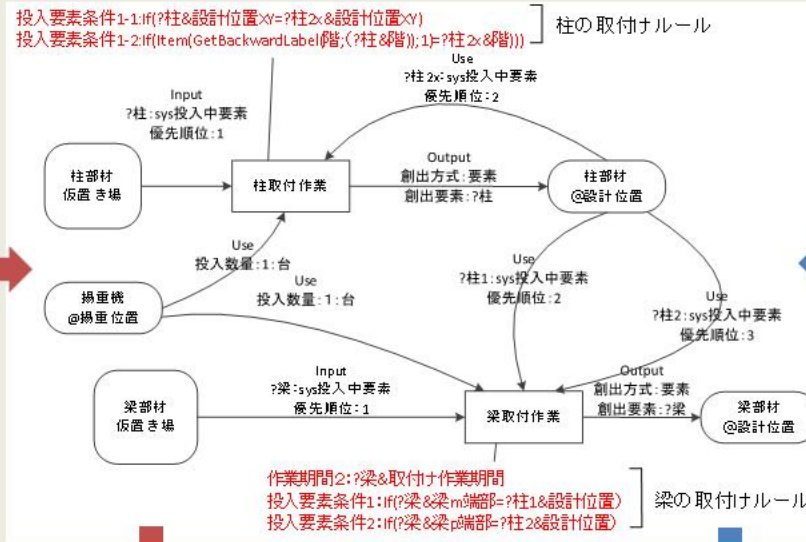 投入要素条件1-1:If(?柱&設計位置XY=?柱2x&設計位置XY)
投入要素条件1-2:If(Item(GetBackwardLabel(階;(?柱&階));1)=?柱2x&階)))
柱の取付けルール
Use
?柱2x:sys投入中要素
優先順位:2
Input
?柱:sys投入中要素
優先順位:1
柱部材
仮置き場
柱取付作業
Output
創出方式:要素
創出要素:?柱
柱部材
@設計位置
Use
投入数量:1:台
Use
投入数量:1:台
Use
?柱1:sys投入中要素
優先順位:2
Use
?柱2:sys投入中要素
優先順位:3
揚重機
@揚重位置
Input
?梁:sys投入中要素
優先順位:1
Output
創出方式:要素
創出要素:?梁
梁部材
仮置き場
梁取付作業
梁部材
@設計位置
作業期間2:?梁&取付け作業期間
投入要素条件1:If(?梁&梁m端部=?柱1&設計位置)
投入要素条件2:If(?梁&梁p端部=?柱2&設計位置)
梁の取付けルール